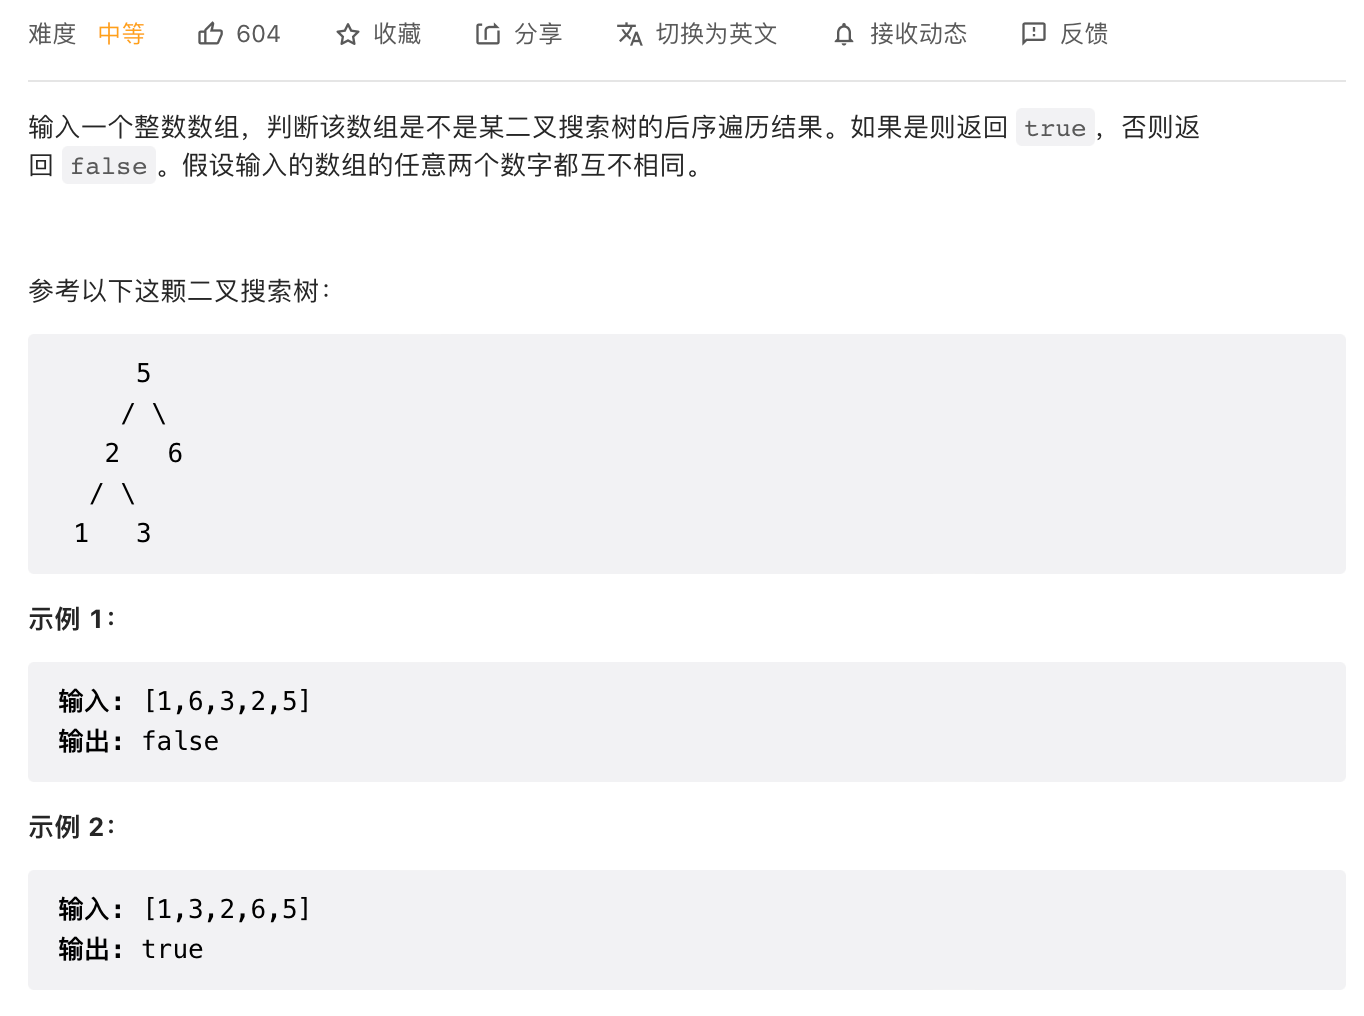 难度 中等 604 收藏 分享 切换为英文 接收动态 反馈
输入一个整数数组，判断该数组是不是某二叉搜索树的后序遍历结果。如果是则返回 true，否则返
回 false。假设输入的数组的任意两个数字都互不相同。
参考以下这颗二叉搜索树：
5
/ \
2 6
/ \
1 3
示例 1：
输入: [1,6,3,2,5]
输出: false
示例 2：
输入: [1,3,2,6,5]
输出: true